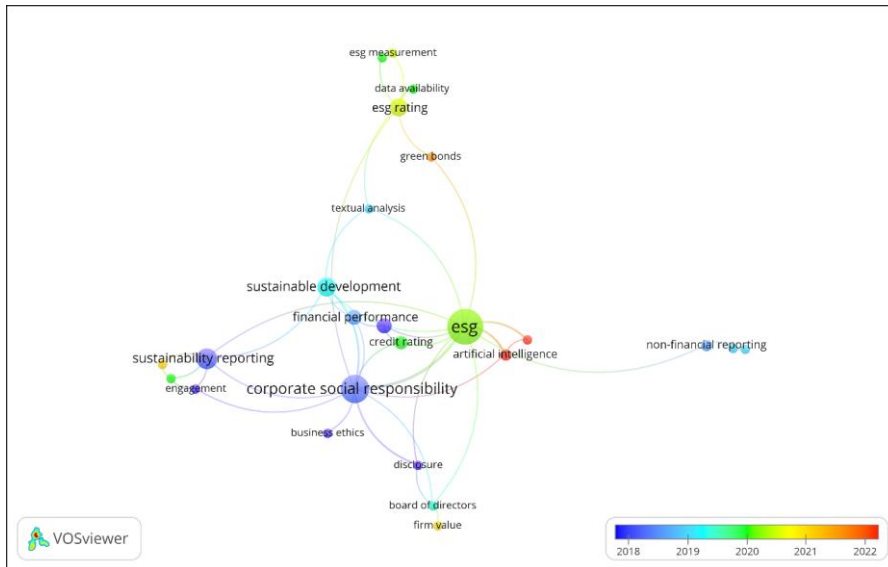 esg measurement
data availability
esg rating
green bonds
textual analysis
sustainable development
financial performance
esg
credit rating
artificial intelligence
non-financial reporting
sustainability reporting
engagement
corporate social responsibility
business ethics
disclosure
board of directors
firm value
VOSviewer
2018 2019 2020 2021 2022